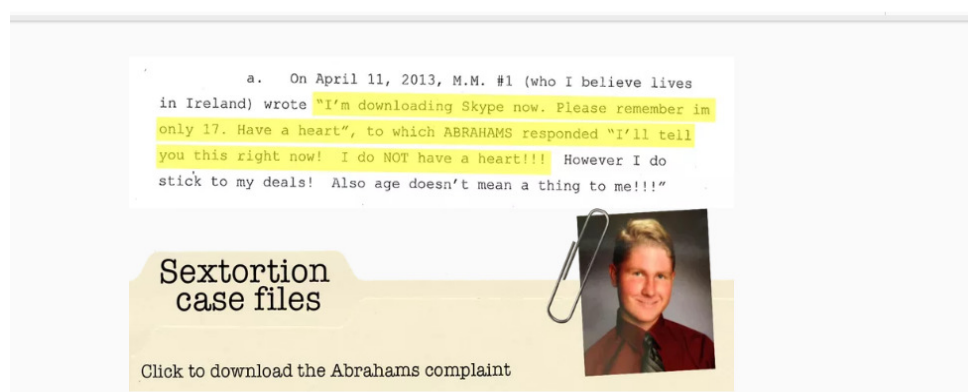 a. On April 11, 2013, M.M. #1 (who I believe lives
in Ireland) wrote "I'm downloading Skype now. Please remember im
only 17. Have a heart", to which ABRAHAMS responded "I'll tell
you this right now! I do NOT have a heart!!! However I do
stick to my deals! Also age doesn't mean a thing to me!!!"
Sextortion
case files
Click to download the Abrahams complaint